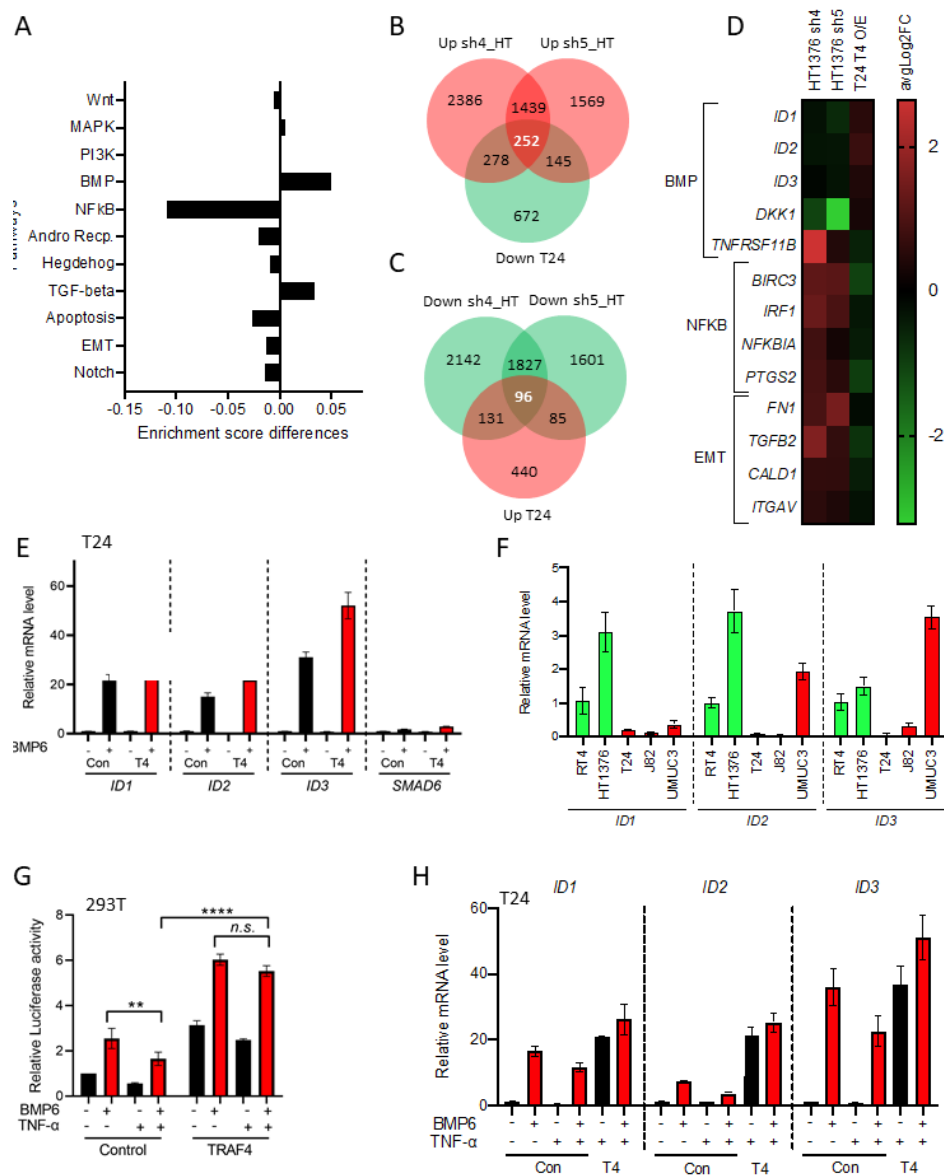 A
Wnt
MAPK
PI3K
BMP
NFkB
Andro Recp.
Hegdehog
TGF-beta
Apoptosis
EMT
Notch
-0.15 -0.10 -0.05 0.00 0.05
Enrichment score differences
B
Up sh4_HT Up sh5_HT
2386 1439 1569
252
278 145
672
Down T24
C
Down sh4_HT Down sh5_HT
2142 1827 1601
96
131 85
440
Up T24
D
HT1376 sh4
HT1376 sh5
T24 T4 O/E
avgLog2FC
BMP
ID1
ID2
ID3
DKK1
TNFRSF11B
NFKB
BIRC3
IRF1
NFKBIA
PTGS2
EMT
FN1
TGFB2
CALD1
ITGAV
2
0
-2
E
T24
Relative mRNA level
60
40
20
0
BMP6 - + - + - + - + - + - + - + - +
Con T4 Con T4 Con T4 Con T4
ID1 ID2 ID3 SMAD6
F
Relative mRNA level
5
4
3
2
1
0
RT4 HT1376 T24 J82 UMUC3 RT4 HT1376 T24 J82 UMUC3 RT4 HT1376 T24 J82 UMUC3
ID1 ID2 ID3
G
293T
Relative Luciferase activity
8
6
4
2
0
****
n.s.
**
BMP6 - + - + - + - +
TNF-α - - + + - - + +
Control TRAF4
H
T24
ID1 ID2 ID3
Relative mRNA level
60
40
20
0
BMP6 - + - + - + - + - + - + - + - + - +
TNF-α - - + + + + - - + + + + - - + + + +
Con T4 Con T4 Con T4